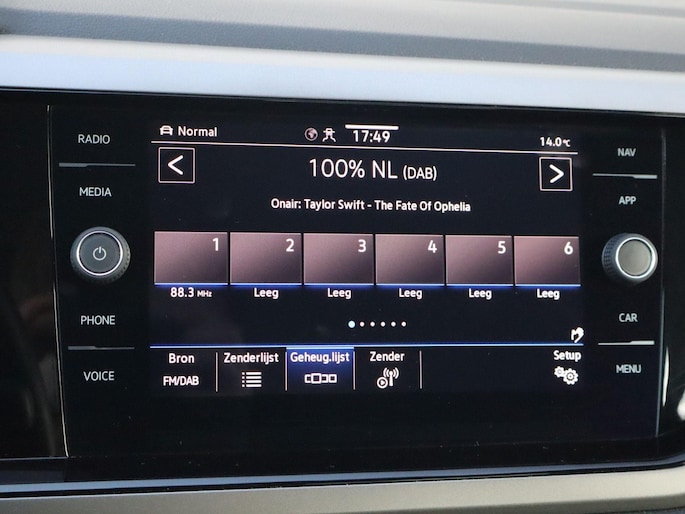 RADIO
MEDIA
PHONE
VOICE
Normal
17:49
14.0°C
100% NL (DAB)
Onair: Taylor Swift - The Fate Of Ophelia
1 2 3 4 5 6
88.3 MHz Leeg Leeg Leeg Leeg Leeg
Bron Zenderlijst Geheug.lijst Zender Setup
FM/DAB
NAV
APP
CAR
MENU